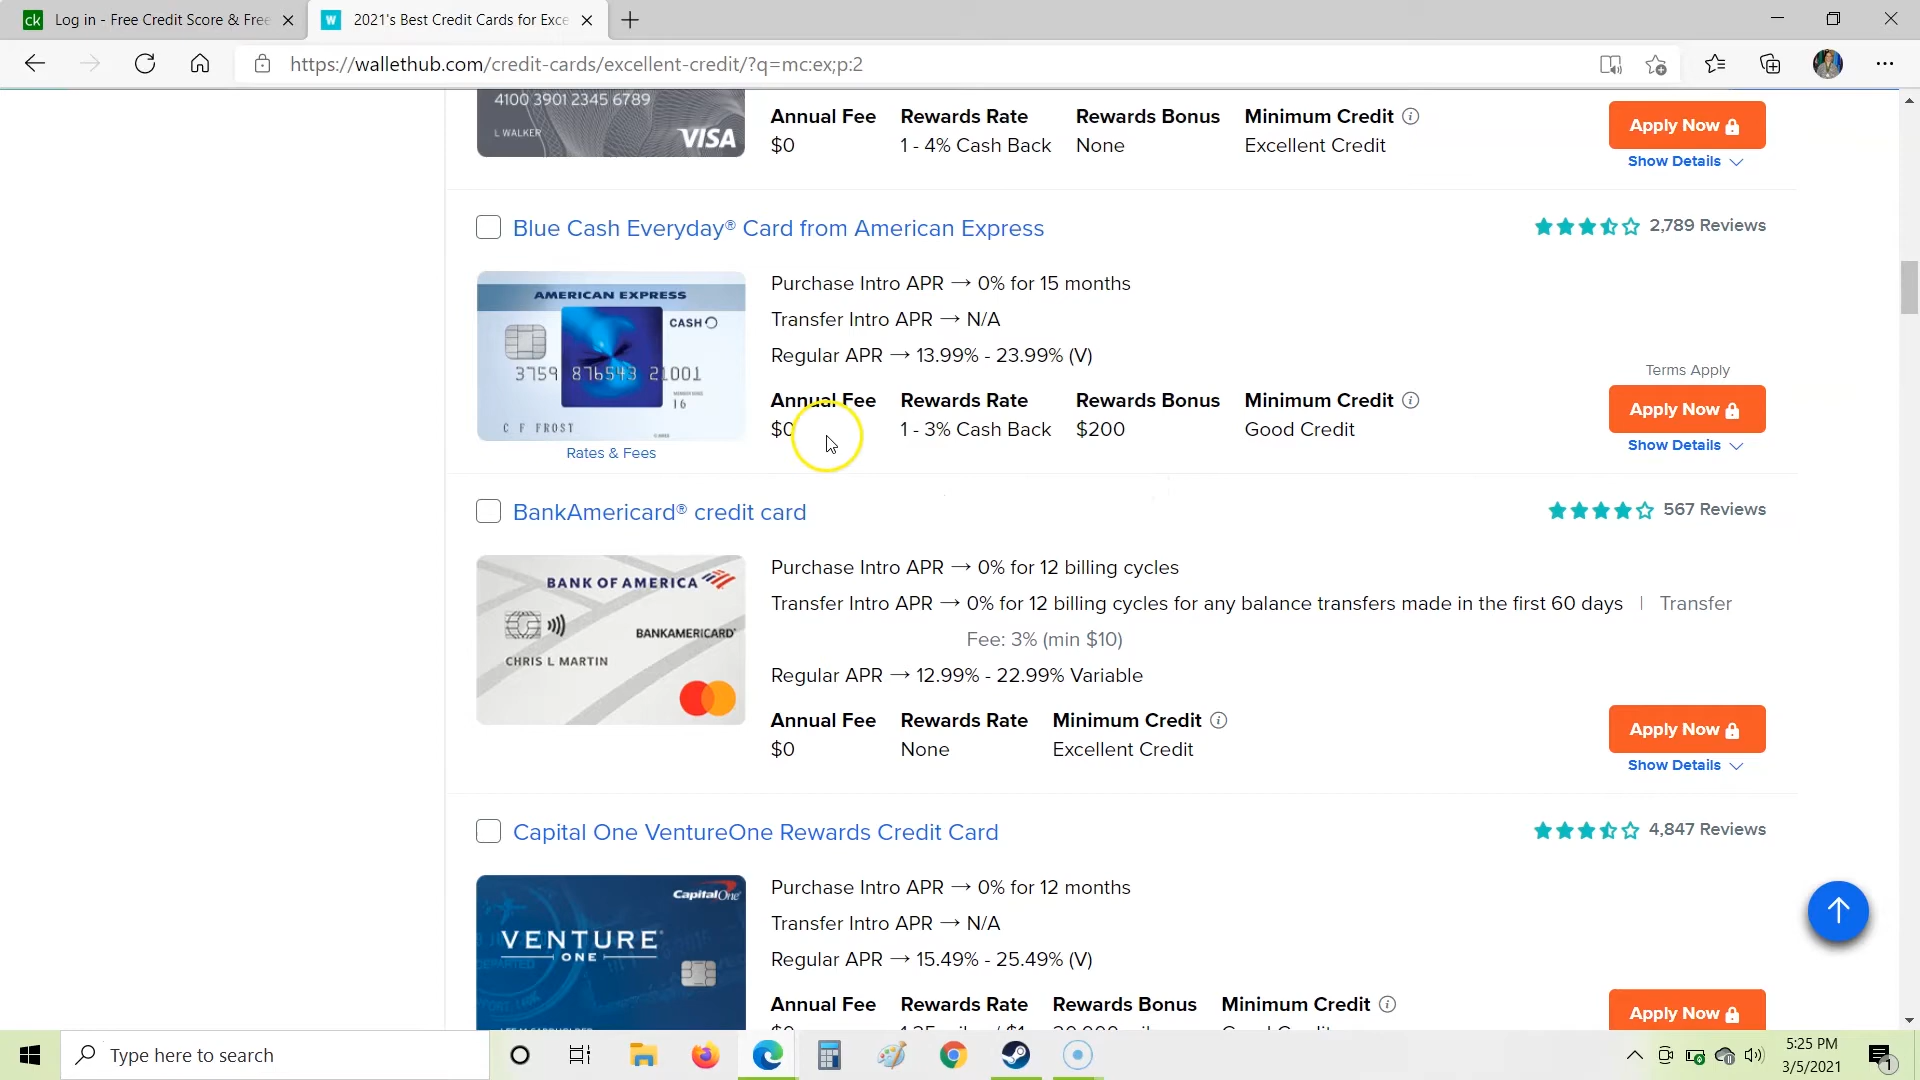 ck Log in - Free Credit Score & Free
W 2021's Best Credit Cards for Exce
https://wallethub.com/credit-cards/excellent-credit/?q=mc:ex;p:2
4100 3901 2345 6789
L WALKER
VISA
Annual Fee Rewards Rate Rewards Bonus Minimum Credit
$0 1 - 4% Cash Back None Excellent Credit
Apply Now
Show Details
Blue Cash Everyday® Card from American Express
2,789 Reviews
AMERICAN EXPRESS
CASH
3759 876543 21001
16
C F FROST
Rates & Fees
Purchase Intro APR → 0% for 15 months
Transfer Intro APR → N/A
Regular APR → 13.99% - 23.99% (V)
Annual Fee Rewards Rate Rewards Bonus Minimum Credit
$0 1 - 3% Cash Back $200 Good Credit
Terms Apply
Apply Now
Show Details
BankAmericard® credit card
567 Reviews
BANK OF AMERICA
BANKAMERICARD
CHRIS L MARTIN
Purchase Intro APR → 0% for 12 billing cycles
Transfer Intro APR → 0% for 12 billing cycles for any balance transfers made in the first 60 days | Transfer
Fee: 3% (min $10)
Regular APR → 12.99% - 22.99% Variable
Annual Fee Rewards Rate Minimum Credit
$0 None Excellent Credit
Apply Now
Show Details
Capital One VentureOne Rewards Credit Card
4,847 Reviews
CapitalOne
VENTURE
ONE
Purchase Intro APR → 0% for 12 months
Transfer Intro APR → N/A
Regular APR → 15.49% - 25.49% (V)
Annual Fee Rewards Rate Rewards Bonus Minimum Credit
Apply Now
Type here to search
5:25 PM
3/5/2021
1